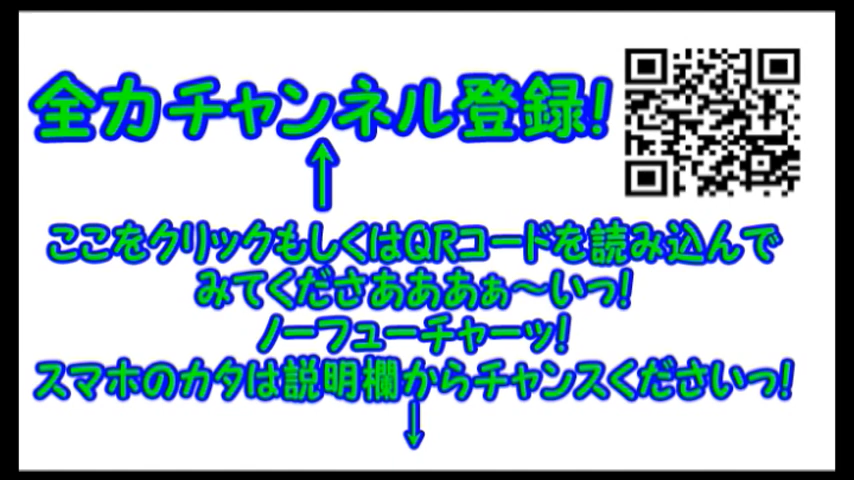 全力チャンネル登録!
↑
ここをクリックもしくはQRコードを読み込んで
みてくださあああぁ~いっ!
ノーフューチャーッ!
スマホのカタは説明欄からチャンスくださいっ!
↓